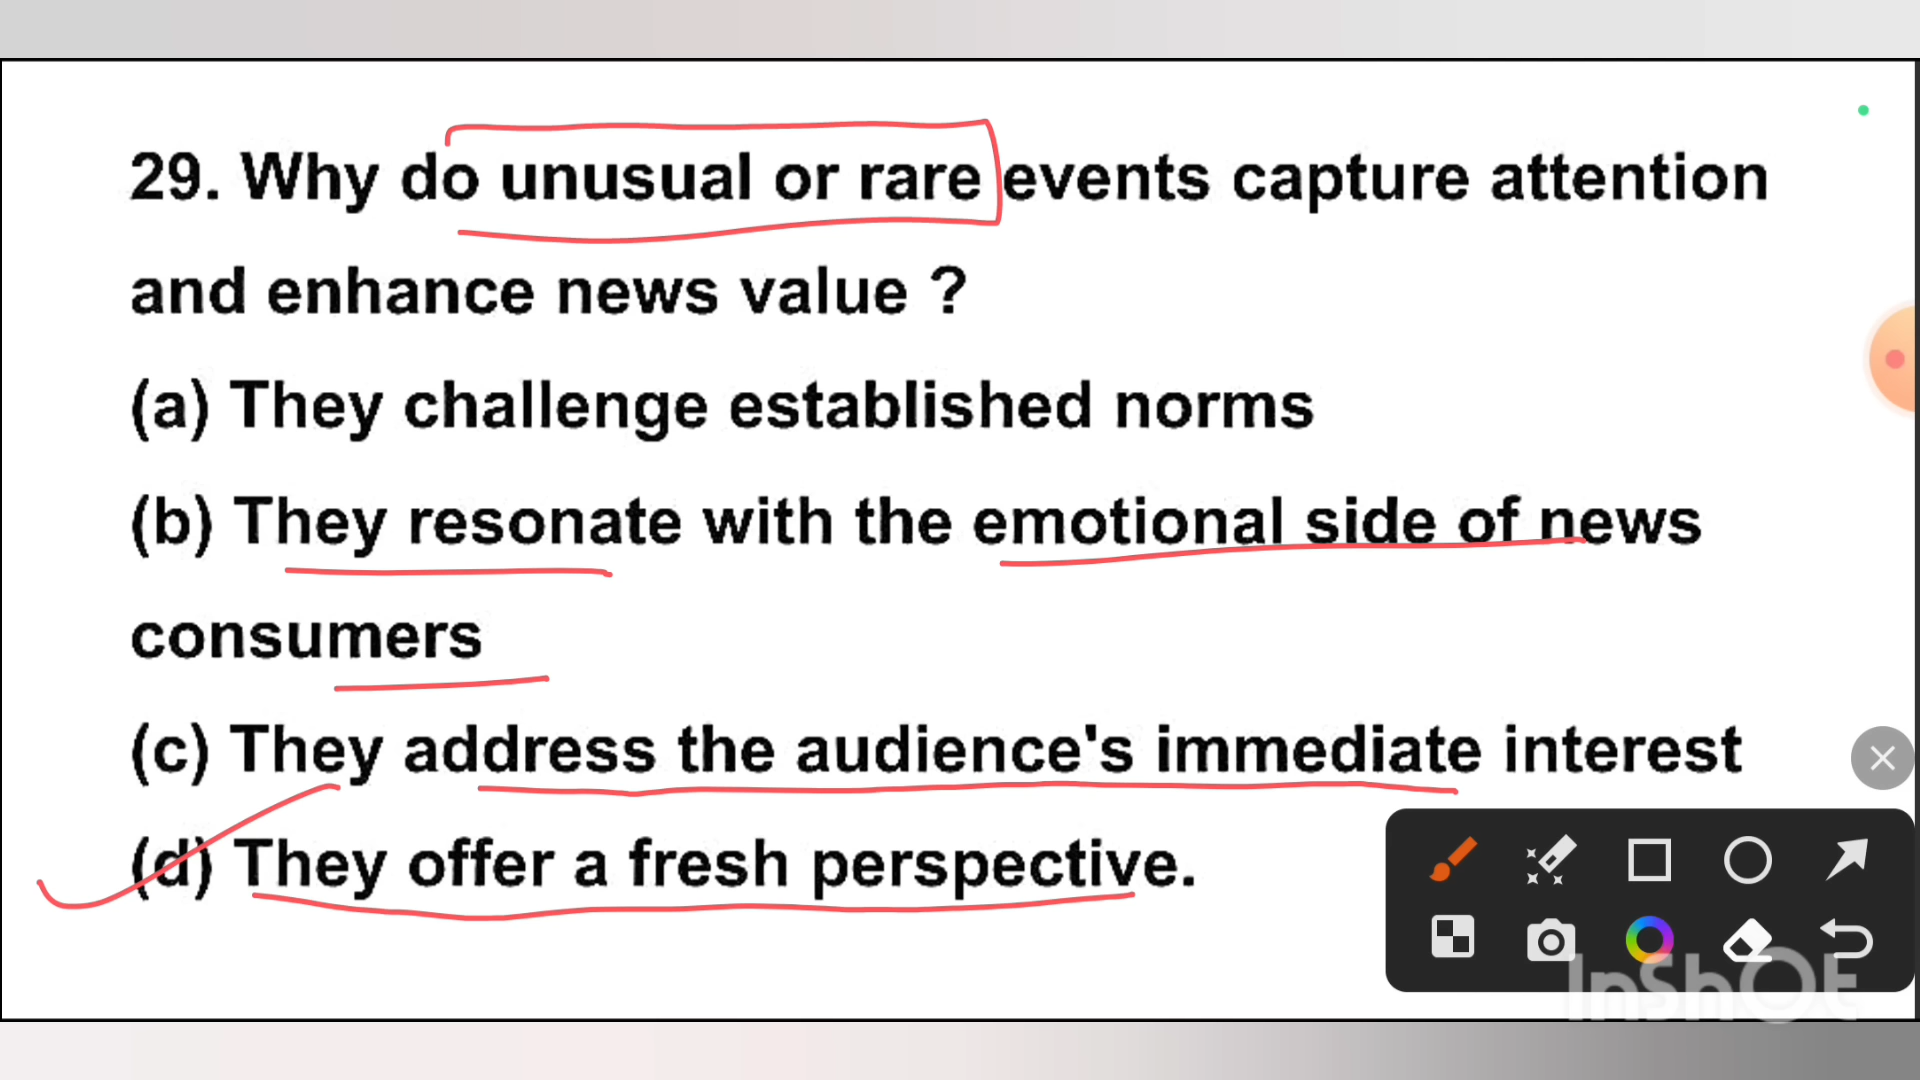 29. Why do unusual or rare events capture attention
and enhance news value ?
(a) They challenge established norms
(b) They resonate with the emotional side of news
consumers
(c) They address the audience's immediate interest
(d) They offer a fresh perspective.
InShOt